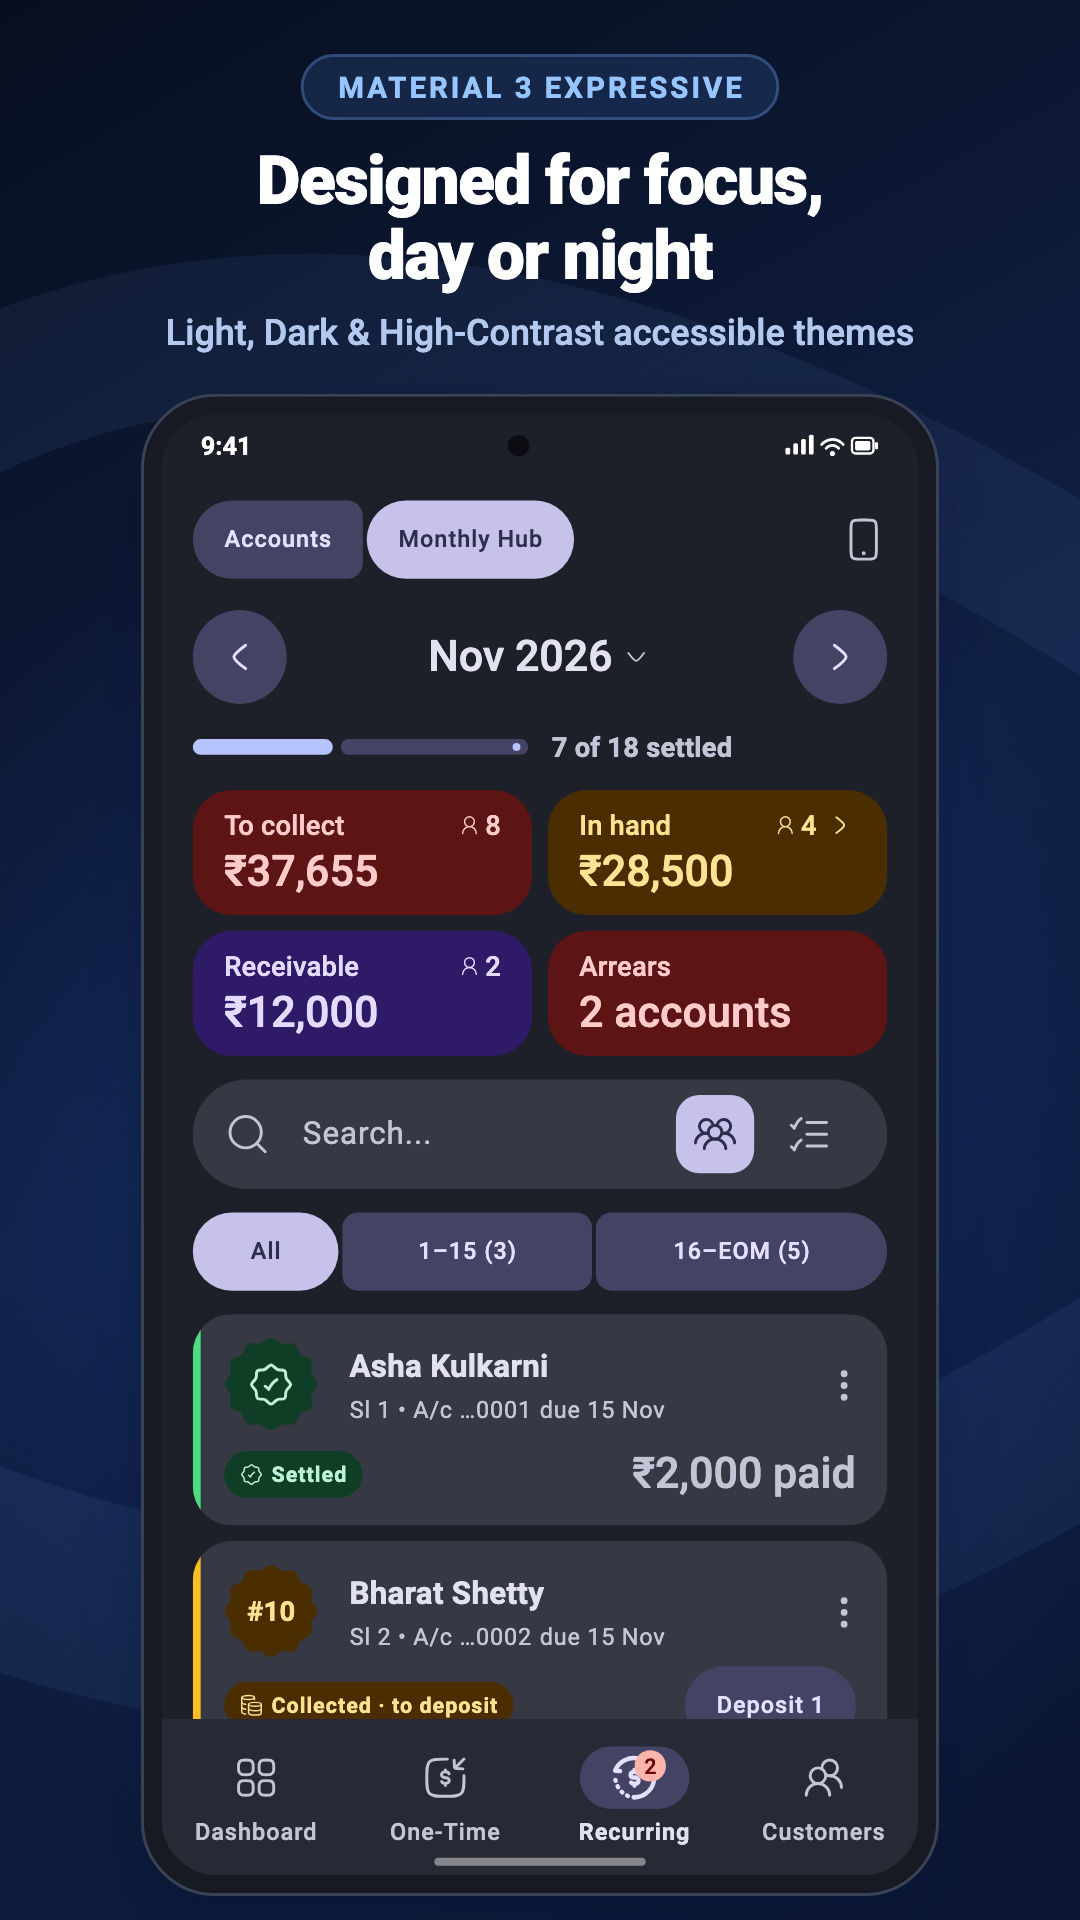 MATERIAL 3 EXPRESSIVE
Designed for focus,
day or night
Light, Dark & High-Contrast accessible themes
9:41
Accounts
Monthly Hub
Nov 2026
7 of 18 settled
To collect
8
₹37,655
In hand
4
₹28,500
Receivable
2
₹12,000
Arrears
2 accounts
Search...
All
1–15 (3)
16–EOM (5)
Asha Kulkarni
Sl 1 • A/c ...0001 due 15 Nov
Settled
₹2,000 paid
#10
Bharat Shetty
Sl 2 • A/c ...0002 due 15 Nov
Collected · to deposit
Deposit 1
2
Dashboard
One-Time
Recurring
Customers